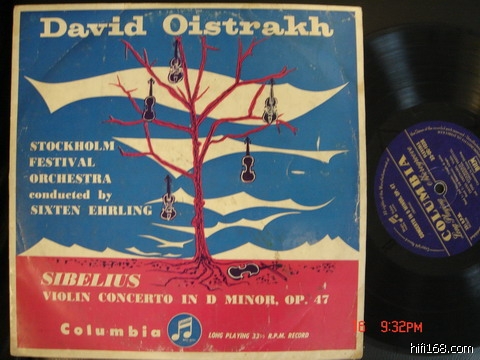 David Oistrakh
STOCKHOLM
FESTIVAL
ORCHESTRA
conducted by
SIXTEN EHRLING
SIBELIUS
VIOLIN CONCERTO IN D MINOR, OP. 47
Columbia
LONG PLAYING 33⅓ R.P.M. RECORD
COLUMBIA
6 9:32PM
hifi168.com